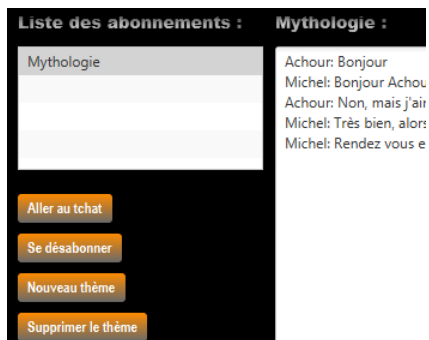 Liste des abonnements :
Mythologie
Aller au tchat
Se désabonner
Nouveau thème
Supprimer le thème
Mythologie :
Achour: Bonjour
Michel: Bonjour
Achour: Non, mais
Michel: Très bien, alors
Michel: Rendez vous